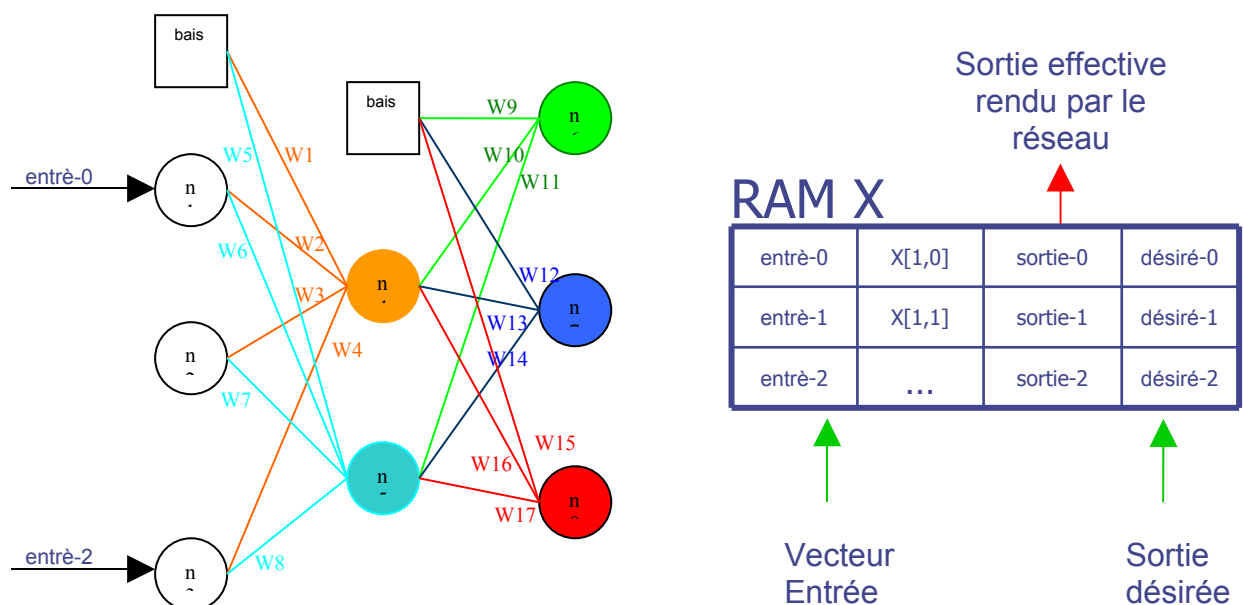 bais
bais
entrè-0
entrè-2
n
n
n
n
n
n
n
n
W1
W2
W3
W4
W5
W6
W7
W8
W9
W10
W11
W12
W13
W14
W15
W16
W17
Sortie effective
rendu par le
réseau
RAM X
entrè-0 X[1,0] sortie-0 désiré-0
entrè-1 X[1,1] sortie-1 désiré-1
entrè-2 ... sortie-2 désiré-2
Vecteur
Entrée
Sortie
désirée